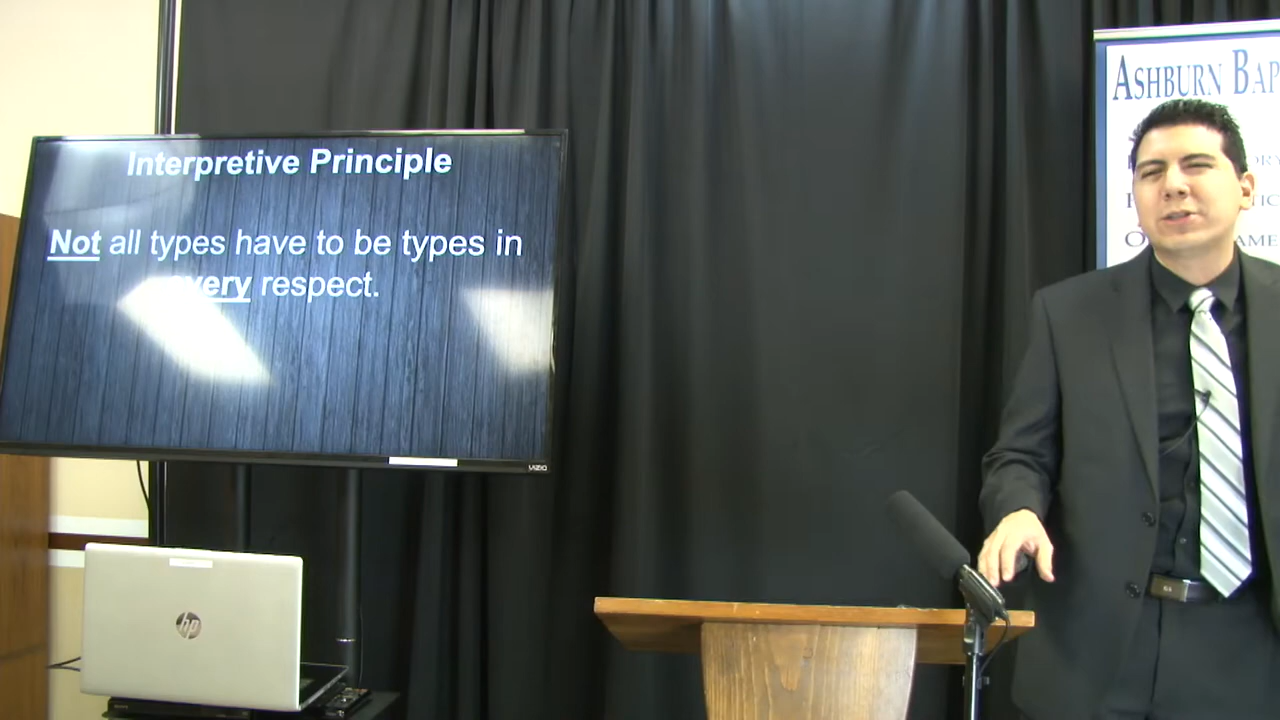 Interpretive Principle
Not all types have to be types in
every respect.
VIZIO
hp
ASHBURN BAP